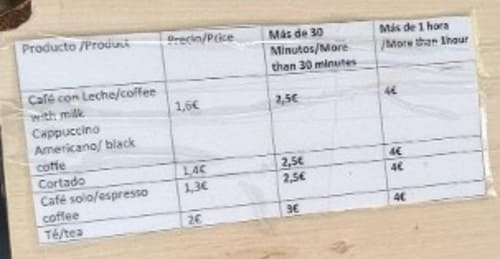 Producto /Product Precio/Price Más de 30 Minutos/More than 30 minutes Más de 1 hora /More than 1hour
Café con Leche/coffee with milk 1,6€ 2,5€ 4€
Cappuccino
Americano/ black
coffe
Cortado 1,4€ 2,5€ 4€
Café solo/espresso 1,3€ 2,5€ 4€
coffee
Té/tea 2€ 3€ 4€